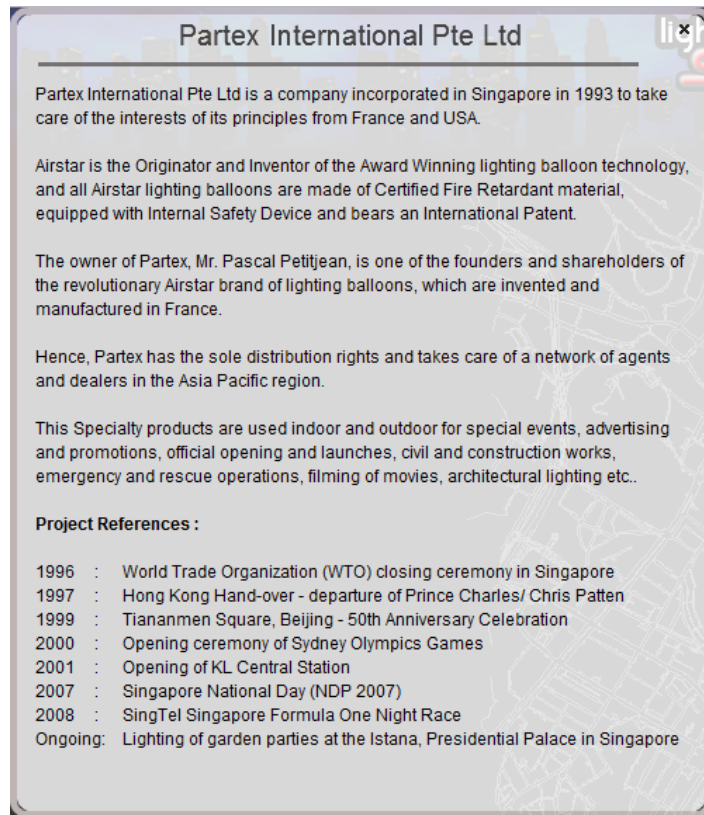 Partex International Pte Ltd
×
Partex International Pte Ltd is a company incorporated in Singapore in 1993 to take
care of the interests of its principles from France and USA.
Airstar is the Originator and Inventor of the Award Winning lighting balloon technology,
and all Airstar lighting balloons are made of Certified Fire Retardant material,
equipped with Internal Safety Device and bears an International Patent.
The owner of Partex, Mr. Pascal Petitjean, is one of the founders and shareholders of
the revolutionary Airstar brand of lighting balloons, which are invented and
manufactured in France.
Hence, Partex has the sole distribution rights and takes care of a network of agents
and dealers in the Asia Pacific region.
This Specialty products are used indoor and outdoor for special events, advertising
and promotions, official opening and launches, civil and construction works,
emergency and rescue operations, filming of movies, architectural lighting etc..
Project References :
1996 : World Trade Organization (WTO) closing ceremony in Singapore
1997 : Hong Kong Hand-over - departure of Prince Charles/ Chris Patten
1999 : Tiananmen Square, Beijing - 50th Anniversary Celebration
2000 : Opening ceremony of Sydney Olympics Games
2001 : Opening of KL Central Station
2007 : Singapore National Day (NDP 2007)
2008 : SingTel Singapore Formula One Night Race
Ongoing: Lighting of garden parties at the Istana, Presidential Palace in Singapore